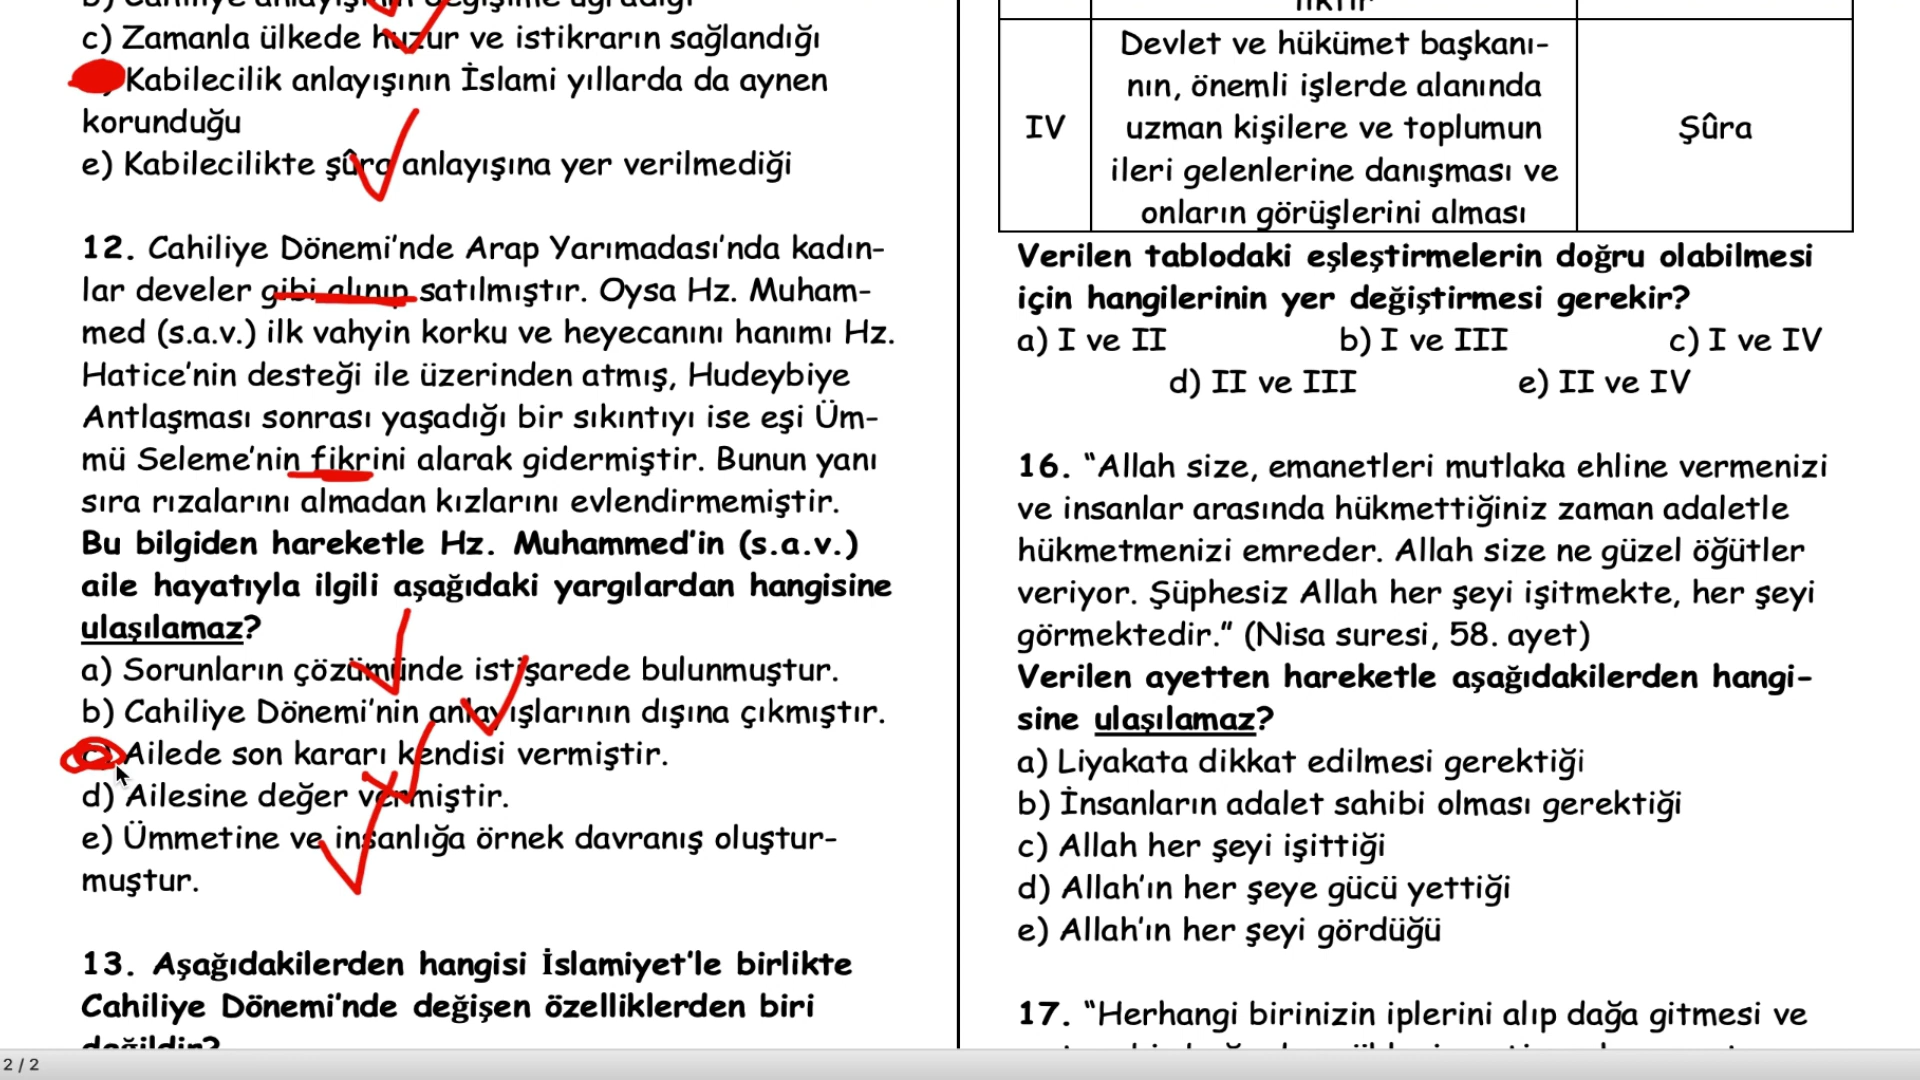 c) Zamanla ülkede huzur ve istikrarın sağlandığı
Kabilecilik anlayışının İslami yıllarda da aynen
korunduğu
e) Kabilecilikte şûra anlayışına yer verilmediği
12. Cahiliye Dönemi’nde Arap Yarımadası’nda kadın-
lar develer gibi alınıp satılmıştır. Oysa Hz. Muham-
med (s.a.v.) ilk vahyin korku ve heyecanını hanımı Hz.
Hatice’nin desteği ile üzerinden atmış, Hudeybiye
Antlaşması sonrası yaşadığı bir sıkıntıyı ise eşi Üm-
mü Seleme’nin fikrini alarak gidermiştir. Bunun yanı
sıra rızalarını almadan kızlarını evlendirmemiştir.
Bu bilgiden hareketle Hz. Muhammed’in (s.a.v.)
aile hayatıyla ilgili aşağıdaki yargılardan hangisine
ulaşılamaz?
a) Sorunların çözümünde istişarede bulunmuştur.
b) Cahiliye Dönemi’nin anlayışlarının dışına çıkmıştır.
c) Ailede son kararı kendisi vermiştir.
d) Ailesine değer vermiştir.
e) Ümmetine ve insanlığa örnek davranış oluştur-
muştur.
13. Aşağıdakilerden hangisi İslamiyet’le birlikte
Cahiliye Dönemi’nde değişen özelliklerden biri
değildir?
Devlet ve hükümet başkanı-
nın, önemli işlerde alanında
IV uzman kişilere ve toplumun Şûra
ileri gelenlerine danışması ve
onların görüşlerini alması
Verilen tablodaki eşleştirmelerin doğru olabilmesi
için hangilerinin yer değiştirmesi gerekir?
a) I ve II b) I ve III c) I ve IV
d) II ve III e) II ve IV
16. “Allah size, emanetleri mutlaka ehline vermenizi
ve insanlar arasında hükmettiğiniz zaman adaletle
hükmetmenizi emreder. Allah size ne güzel öğütler
veriyor. Şüphesiz Allah her şeyi işitmekte, her şeyi
görmektedir.” (Nisa suresi, 58. ayet)
Verilen ayetten hareketle aşağıdakilerden hangi-
sine ulaşılamaz?
a) Liyakata dikkat edilmesi gerektiği
b) İnsanların adalet sahibi olması gerektiği
c) Allah her şeyi işittiği
d) Allah’ın her şeye gücü yettiği
e) Allah’ın her şeyi gördüğü
17. “Herhangi birinizin iplerini alıp dağa gitmesi ve
2 / 2